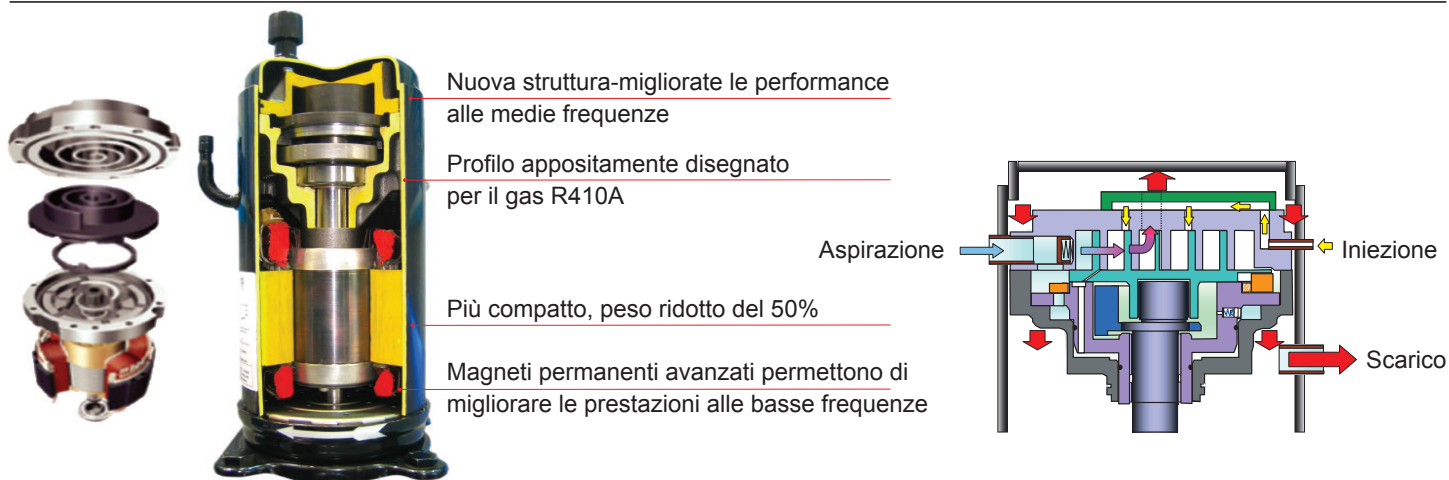 Nuova struttura-migliorate le performance
alle medie frequenze
Profilo appositamente disegnato
per il gas R410A
Più compatto, peso ridotto del 50%
Magneti permanenti avanzati permettono di
migliorare le prestazioni alle basse frequenze
Aspirazione
Iniezione
Scarico